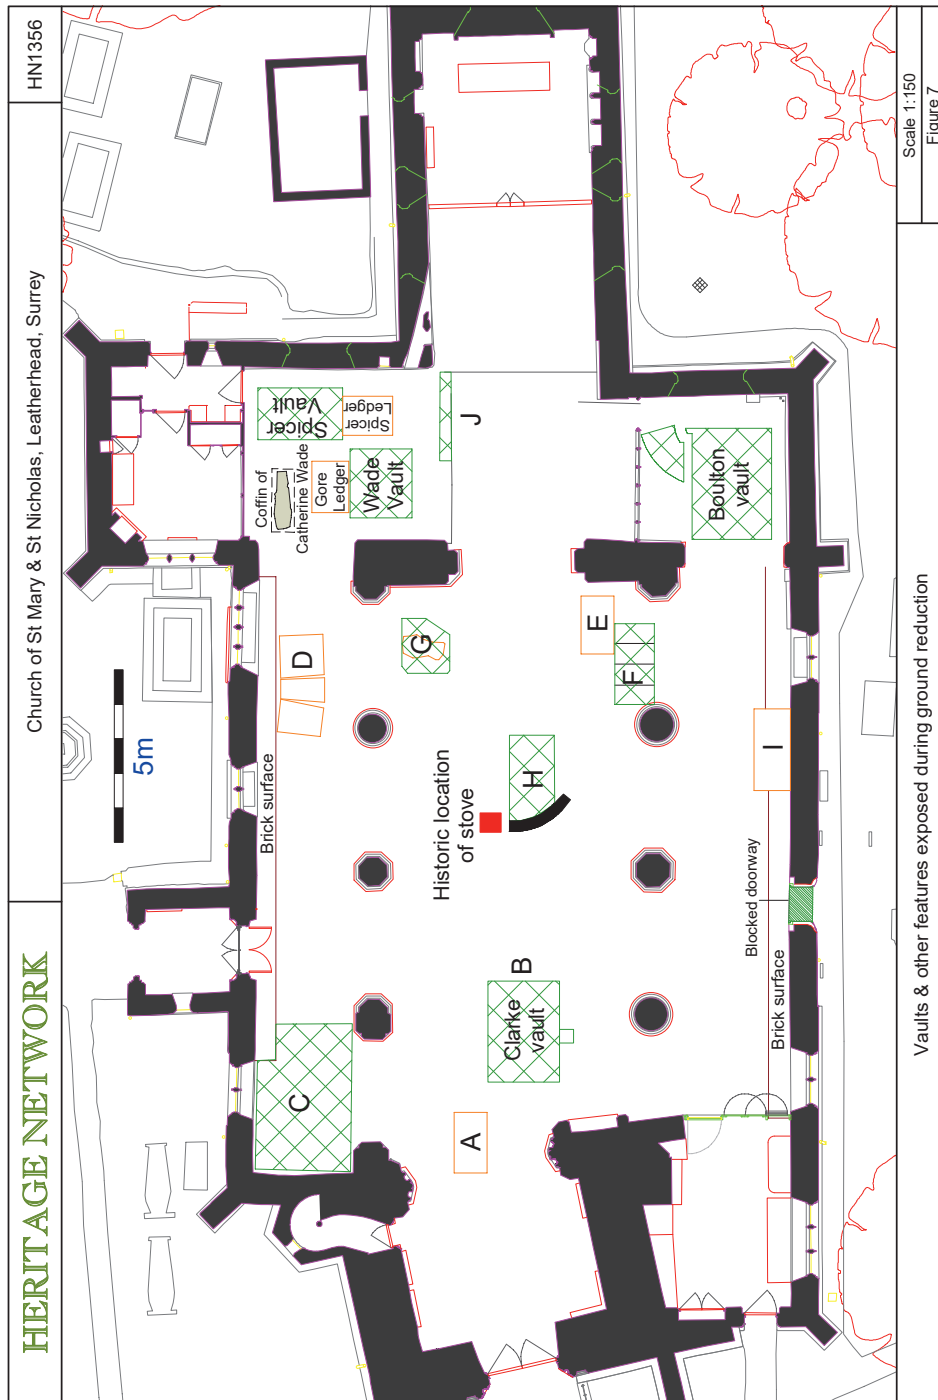 HERITAGE NETWORK
Church of St Mary & St Nicholas, Leatherhead, Surrey
HN1356
5m
Brick surface
C
D
Coffin of
Catherine Wade
Gore
Ledger
Wade
Vault
Spicer
Vault
Spicer
Ledger
J
G
A
Clarke
vault
B
Historic location
of stove
H
E
F
Boulton
vault
I
Blocked doorway
Brick surface
Vaults & other features exposed during ground reduction
Scale 1:150
Figure 7